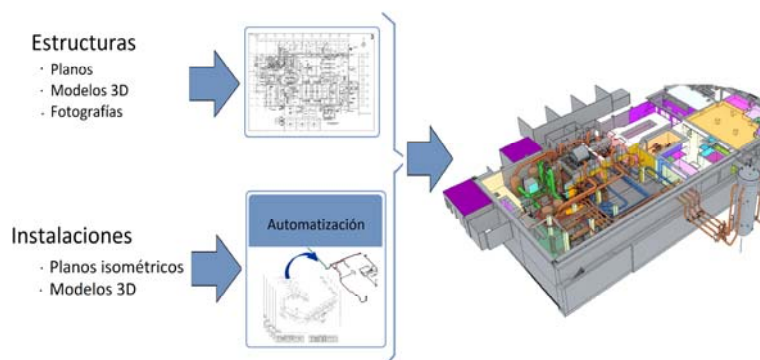 Estructuras
· Planos
· Modelos 3D
· Fotografías
Automatización
Instalaciones
· Planos isométricos
· Modelos 3D